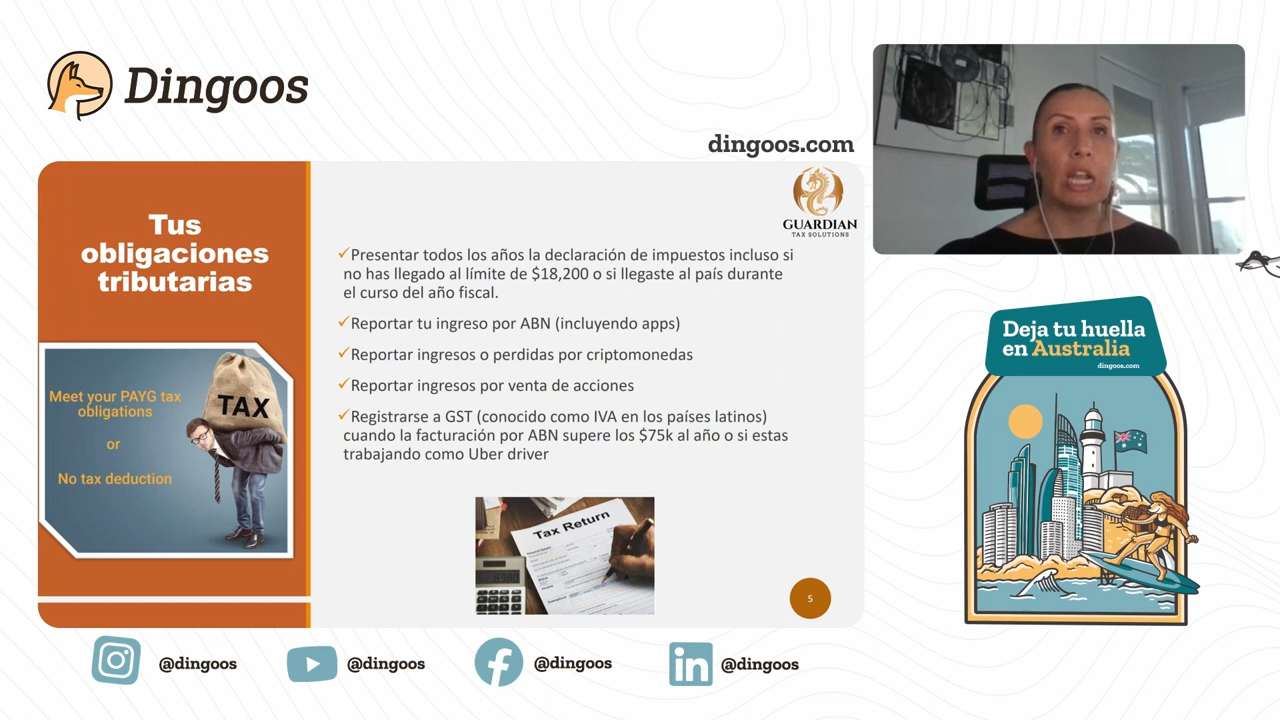 Dingoos
dingoos.com
Tus
obligaciones
tributarias
Meet your PAYG tax
obligations
or
No tax deduction
TAX
GUARDIAN
TAX SOLUTIONS
✓Presentar todos los años la declaración de impuestos incluso si
no has llegado al límite de $18,200 o si llegaste al país durante
el curso del año fiscal.
✓Reportar tu ingreso por ABN (incluyendo apps)
✓Reportar ingresos o perdidas por criptomonedas
✓Reportar ingresos por venta de acciones
✓Registrarse a GST (conocido como IVA en los países latinos)
cuando la facturación por ABN supere los $75k al año o si estas
trabajando como Uber driver
Tax Return
5
Deja tu huella
en Australia
dingoos.com
@dingoos
@dingoos
@dingoos
@dingoos